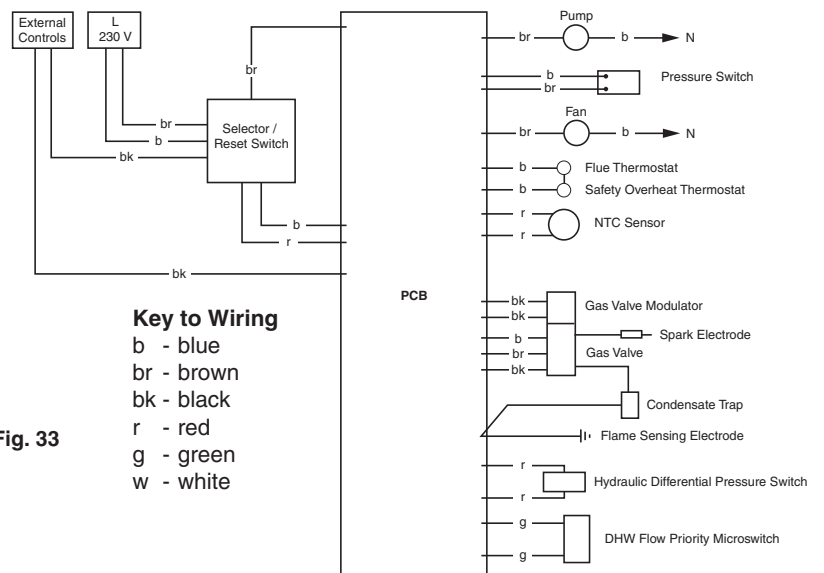 External
Controls
L
230 V
br
br
b
bk
Selector /
Reset Switch
b
r
bk
PCB
Key to Wiring
b - blue
br - brown
bk - black
r - red
g - green
w - white
Fig. 33
Pump
br
b
N
b
br
Pressure Switch
Fan
br
b
N
b
Flue Thermostat
b
Safety Overheat Thermostat
r
r
NTC Sensor
bk
bk
Gas Valve Modulator
b
br
bk
Spark Electrode
Gas Valve
Condensate Trap
Flame Sensing Electrode
r
r
Hydraulic Differential Pressure Switch
g
g
DHW Flow Priority Microswitch